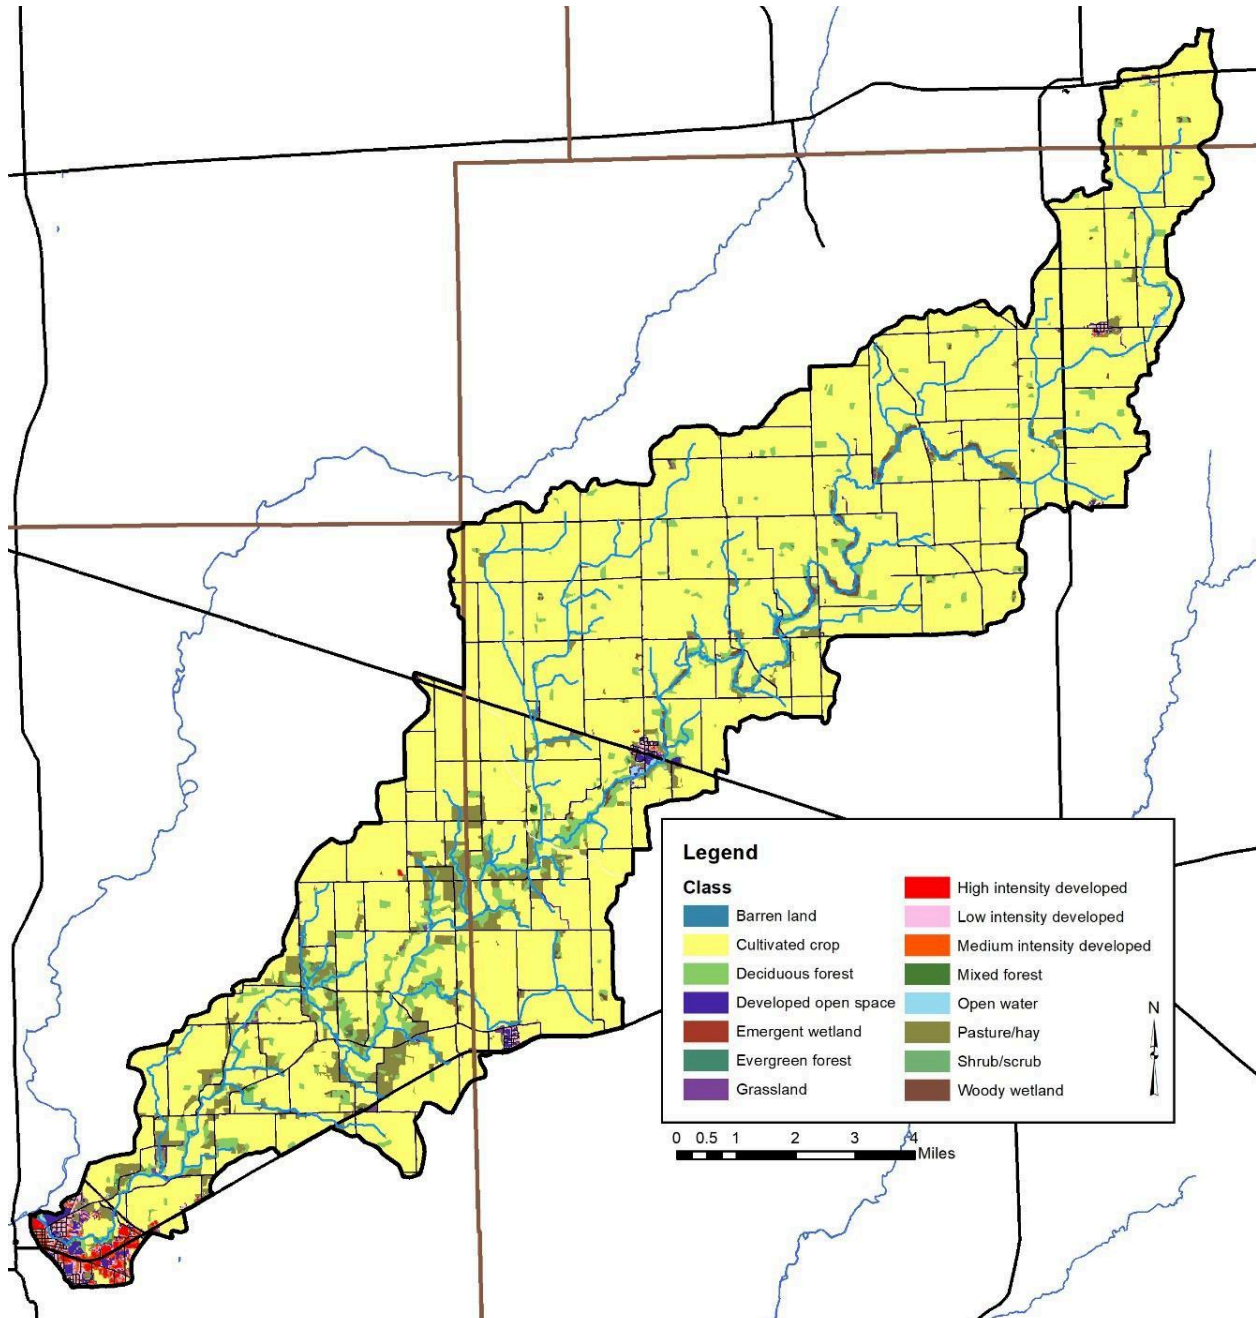 Legend
Class
Barren land
Cultivated crop
Deciduous forest
Developed open space
Emergent wetland
Evergreen forest
Grassland
High intensity developed
Low intensity developed
Medium intensity developed
Mixed forest
Open water
Pasture/hay
Shrub/scrub
Woody wetland
N
0 0.5 1 2 3 4
Miles